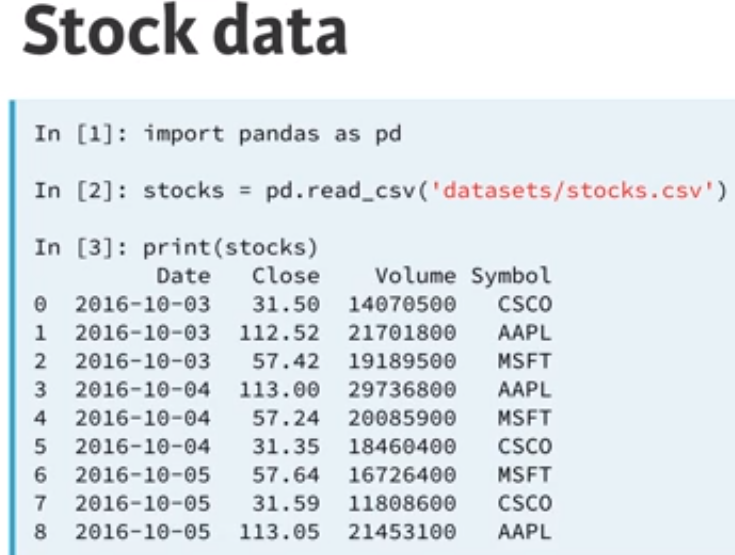 Stock data
In [1]: import pandas as pd
In [2]: stocks = pd.read_csv('datasets/stocks.csv')
In [3]: print(stocks)
Date Close Volume Symbol
0 2016-10-03 31.50 14070500 CSCO
1 2016-10-03 112.52 21701800 AAPL
2 2016-10-03 57.42 19189500 MSFT
3 2016-10-04 113.00 29736800 AAPL
4 2016-10-04 57.24 20085900 MSFT
5 2016-10-04 31.35 18460400 CSCO
6 2016-10-05 57.64 16726400 MSFT
7 2016-10-05 31.59 11808600 CSCO
8 2016-10-05 113.05 21453100 AAPL